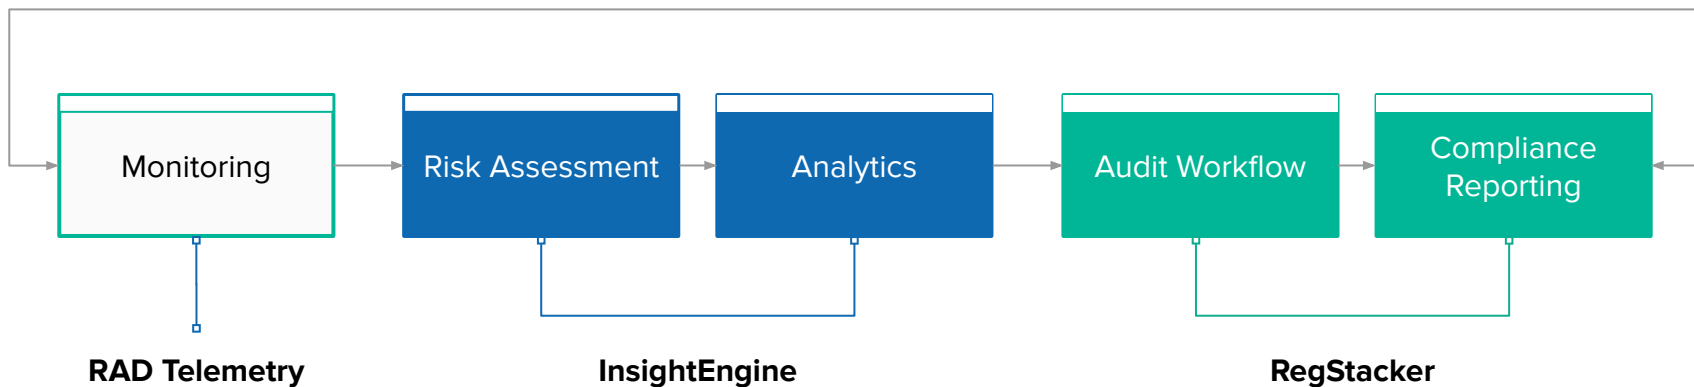 Monitoring
Risk Assessment
Analytics
Audit Workflow
Compliance
Reporting
RAD Telemetry
InsightEngine
RegStacker